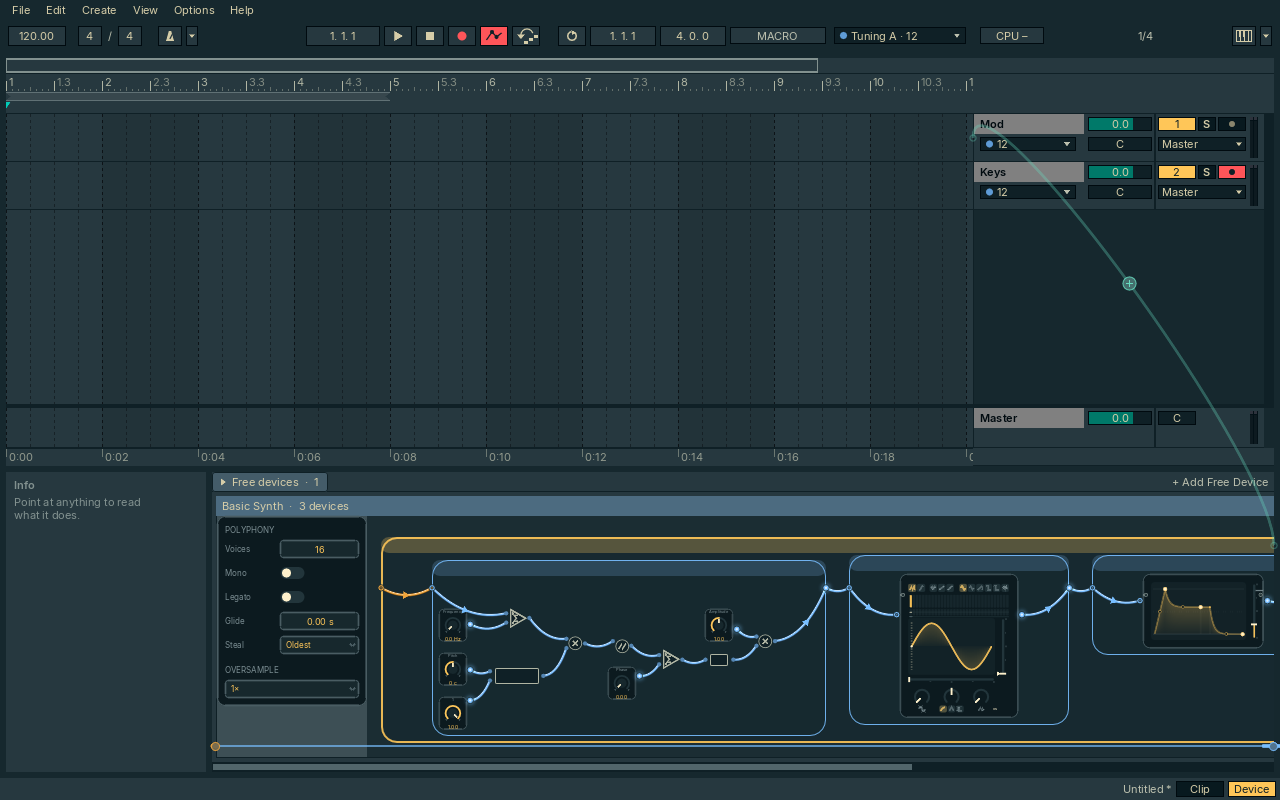 File Edit Create View Options Help
120.00 4 / 4 1. 1. 1 1. 1. 1 4. 0. 0 MACRO Tuning A · 12 CPU – 1/4
1 1.3 2 2.3 3 3.3 4 4.3 5 5.3 6 6.3 7 7.3 8 8.3 9 9.3 10 10.3 1
Mod 0.0 1 S
12 C Master
Keys 0.0 2 S
12 C Master
Master 0.0 C
0:00 0:02 0:04 0:06 0:08 0:10 0:12 0:14 0:16 0:18
Info
Point at anything to read
what it does.
Free devices · 1 + Add Free Device
Basic Synth · 3 devices
POLYPHONY
Voices 16
Mono
Legato
Glide 0.00 s
Steal Oldest
OVERSAMPLE
1×
Untitled * Clip Device